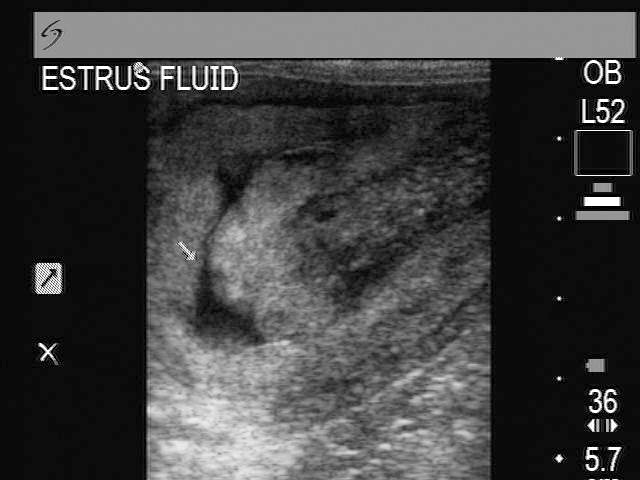 ESTRUS FLUID
OB
L52
36
5.7